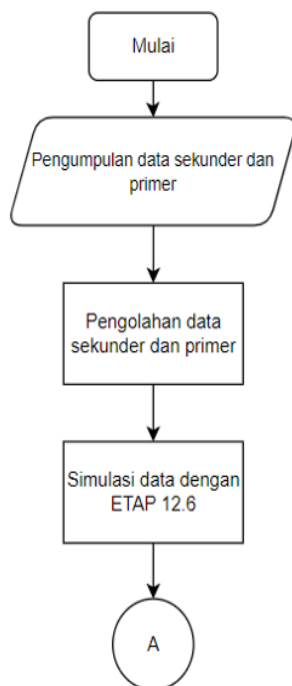 Mulai
Pengumpulan data sekunder dan
primer
Pengolahan data
sekunder dan primer
Simulasi data dengan
ETAP 12.6
A